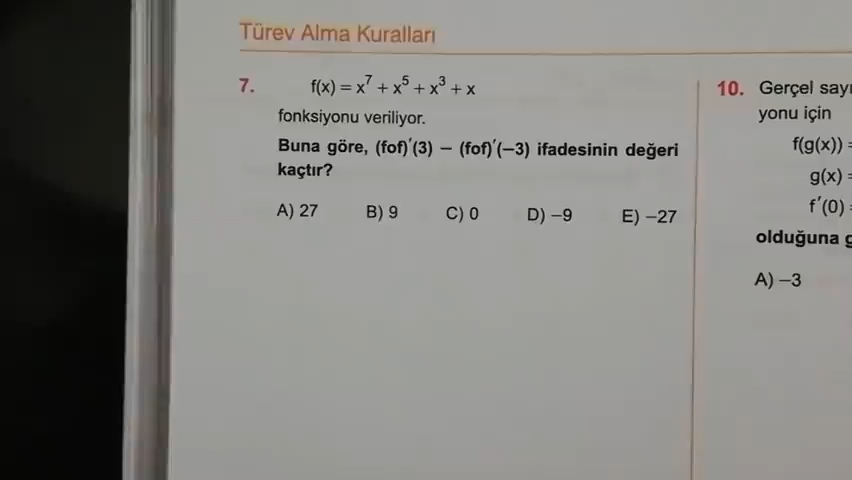 Türev Alma Kuralları
7. f(x) = x⁷ + x⁵ + x³ + x
fonksiyonu veriliyor.
Buna göre, (fof)′(3) − (fof)′(−3) ifadesinin değeri
kaçtır?
A) 27 B) 9 C) 0 D) −9 E) −27
10. Gerçel sayı
yonu için
f(g(x)) =
g(x) =
f′(0) =
olduğuna g
A) −3